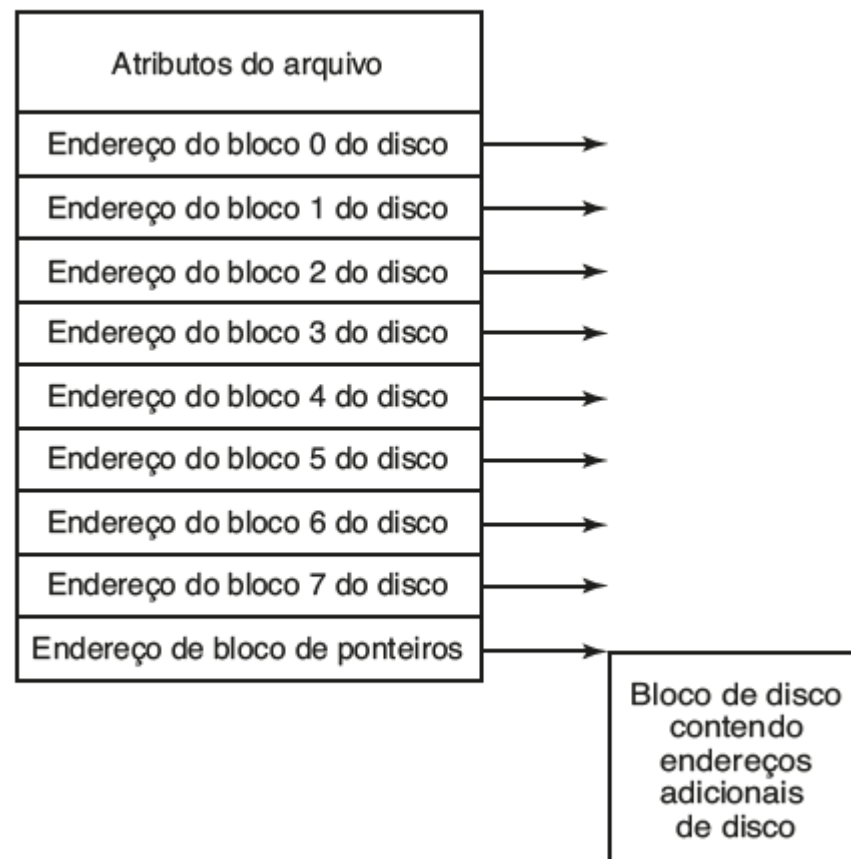 Atributos do arquivo
Endereço do bloco 0 do disco
Endereço do bloco 1 do disco
Endereço do bloco 2 do disco
Endereço do bloco 3 do disco
Endereço do bloco 4 do disco
Endereço do bloco 5 do disco
Endereço do bloco 6 do disco
Endereço do bloco 7 do disco
Endereço de bloco de ponteiros
Bloco de disco
contendo
endereços
adicionais
de disco